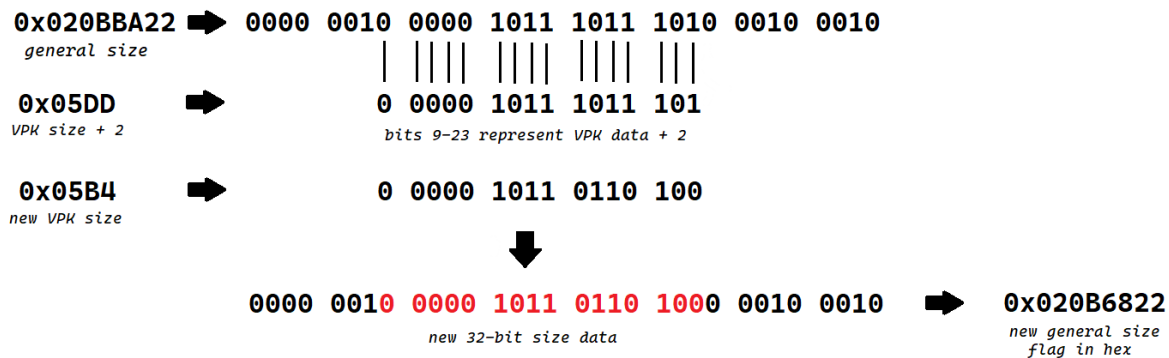 0x020BBA22 0000 0010 0000 1011 1011 1010 0010 0010
general size
0x05DD 0 0000 1011 1011 101
VPK size + 2 bits 9-23 represent VPK data + 2
0x05B4 0 0000 1011 0110 100
new VPK size
0000 0010 0000 1011 0110 1000 0010 0010 0x020B6822
new 32-bit size data new general size
flag in hex